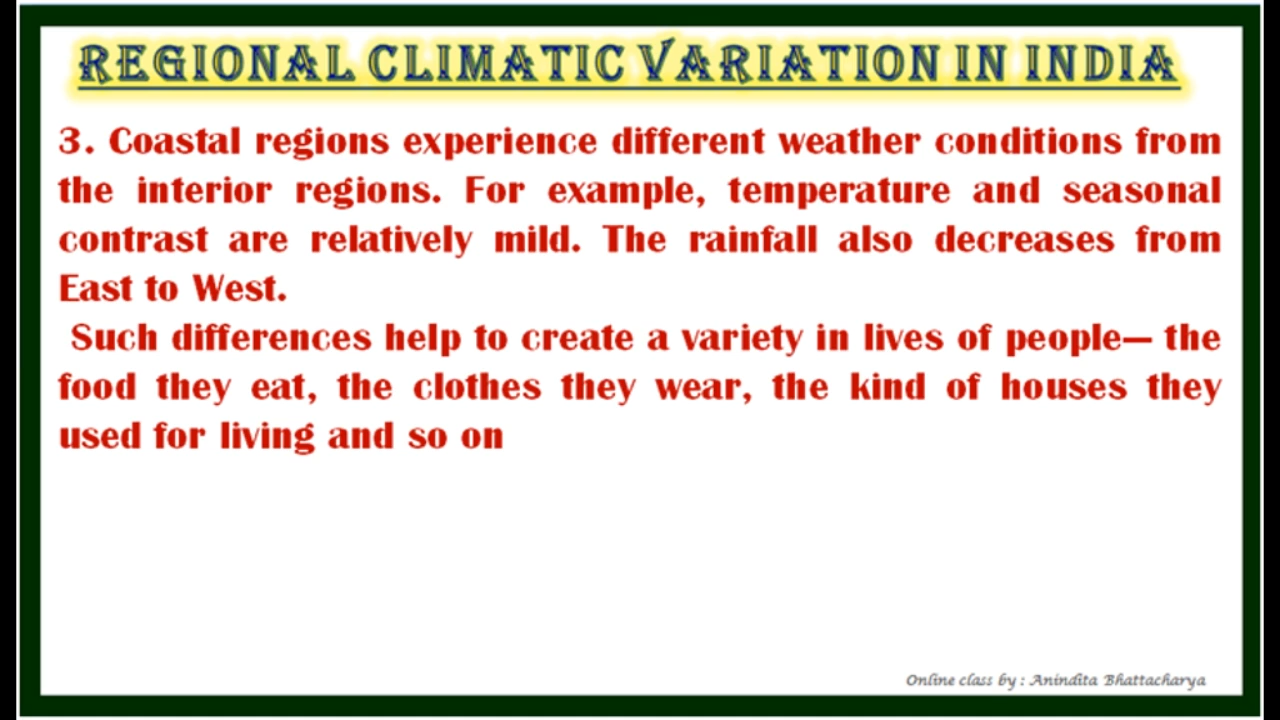 REGIONAL CLIMATIC VARIATION IN INDIA
3. Coastal regions experience different weather conditions from
the interior regions. For example, temperature and seasonal
contrast are relatively mild. The rainfall also decreases from
East to West.
Such differences help to create a variety in lives of people— the
food they eat, the clothes they wear, the kind of houses they
used for living and so on
Online class by : Anindita Bhattacharya